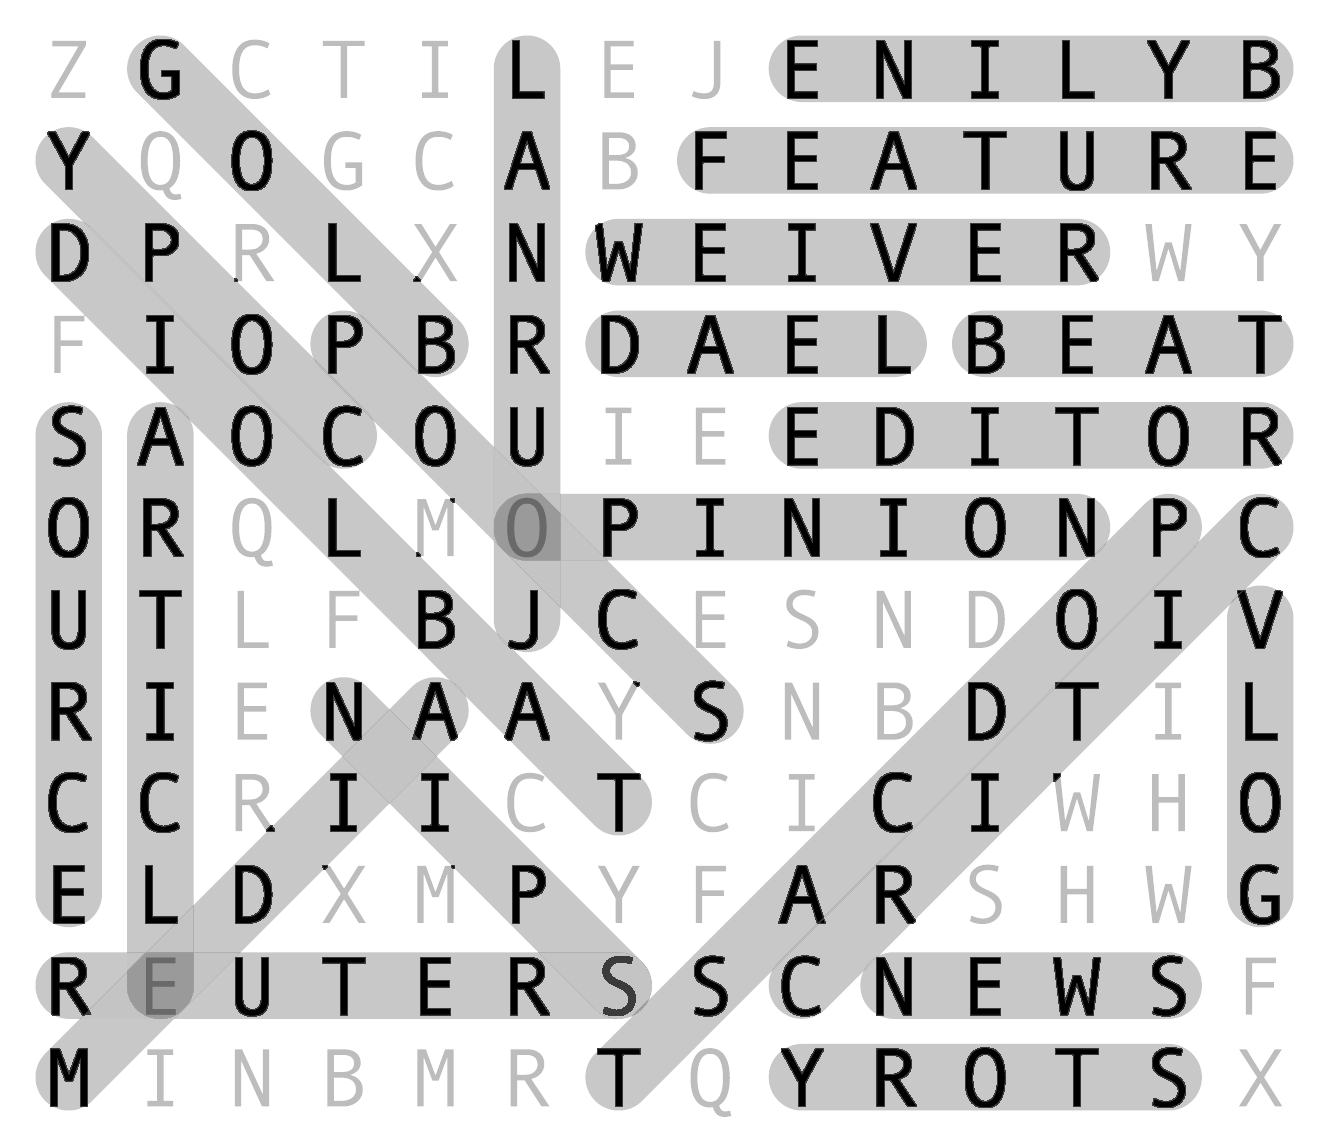 Z G C T I L E J E N I L Y B
Y Q O G C A B F E A T U R E
D P R L X N W E I V E R W Y
F I O P B R D A E L B E A T
S A O C O U I E E D I T O R
O R Q L M O P I N I O N P C
U T L F B J C E S N D O I V
R I E N A A Y S N B D T I L
C C R I I C T C I C I W H O
E L D X M P Y F A R S H W G
R E U T E R S S C N E W S F
M I N B M R T Q Y R O T S X